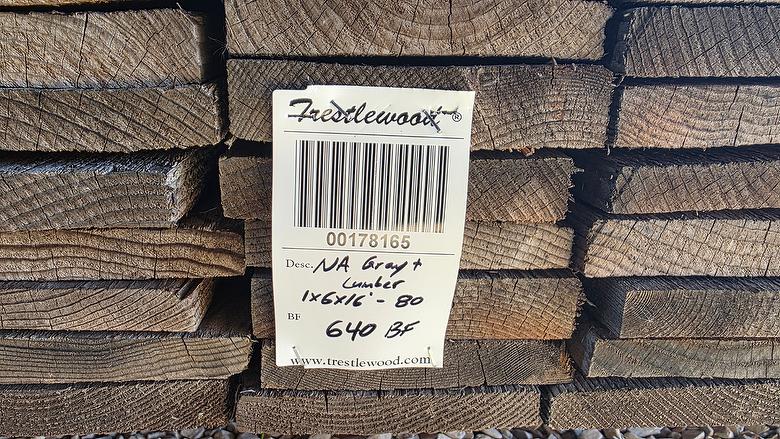 Trestlewood®
00178165
Desc. NA Gray +
Lumber
1x6x16' - 80
BF
640 BF
www.trestlewood.com